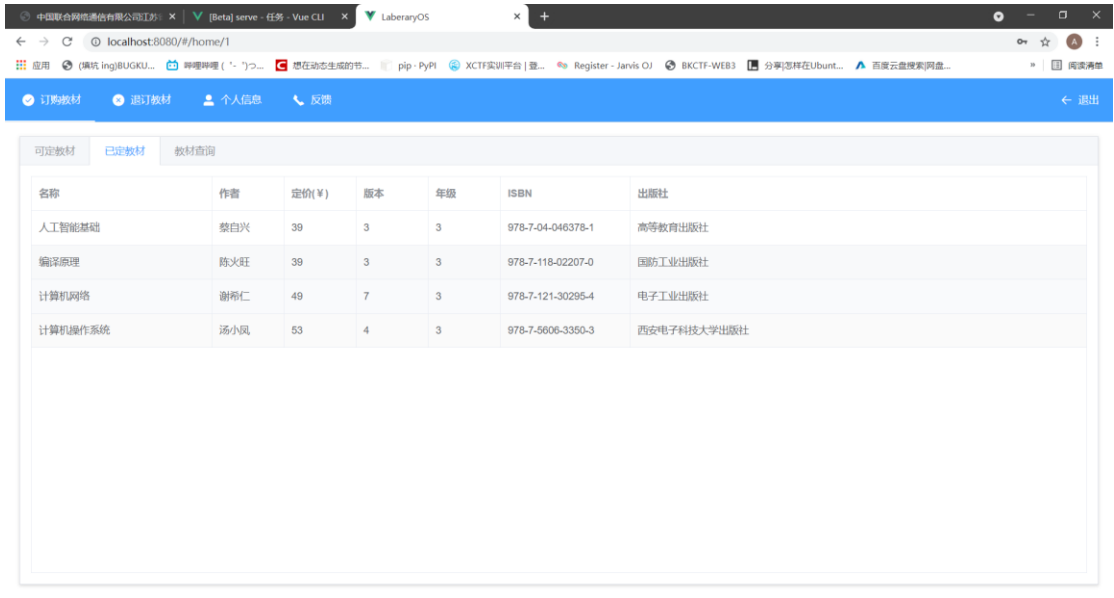 中国联合网络通信有限公司江苏 [Beta] serve - 任务 - Vue CLI LaberaryOS
localhost:8080/#/home/1 A
应用 (填坑 ing)BUGKU... 哔哩哔哩 ( ゜- ゜)つ... 想在动态生成的节... pip · PyPI XCTF实训平台 | 登... Register - Jarvis OJ BKCTF-WEB3 分享|怎样在Ubunt... 百度云盘搜索|网盘... » 阅读清单
订购教材 退订教材 个人信息 反馈 退出
可定教材 已定教材 教材查询
名称 作者 定价(¥) 版本 年级 ISBN 出版社
人工智能基础 蔡自兴 39 3 3 978-7-04-046378-1 高等教育出版社
编译原理 陈火旺 39 3 3 978-7-118-02207-0 国防工业出版社
计算机网络 谢希仁 49 7 3 978-7-121-30295-4 电子工业出版社
计算机操作系统 汤小凤 53 4 3 978-7-5606-3350-3 西安电子科技大学出版社